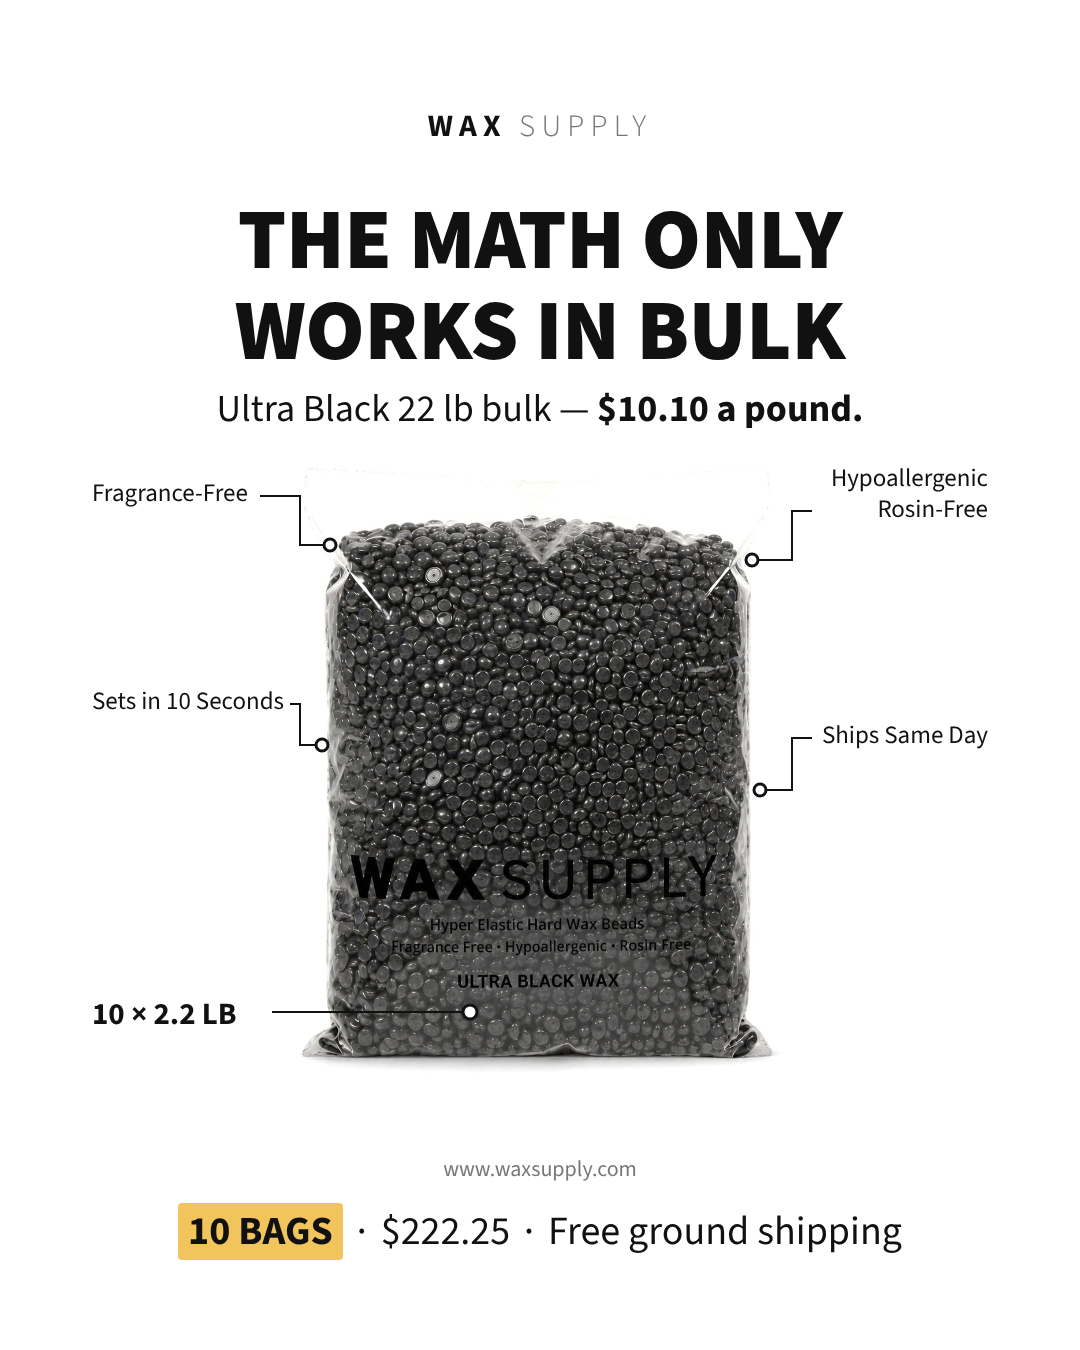 WAX SUPPLY
THE MATH ONLY
WORKS IN BULK
Ultra Black 22 lb bulk — $10.10 a pound.
Fragrance-Free
Hypoallergenic
Rosin-Free
Sets in 10 Seconds
Ships Same Day
WAX SUPPLY
Hyper Elastic Hard Wax Beads
Fragrance Free • Hypoallergenic • Rosin Free
ULTRA BLACK WAX
10 × 2.2 LB
www.waxsupply.com
10 BAGS · $222.25 · Free ground shipping